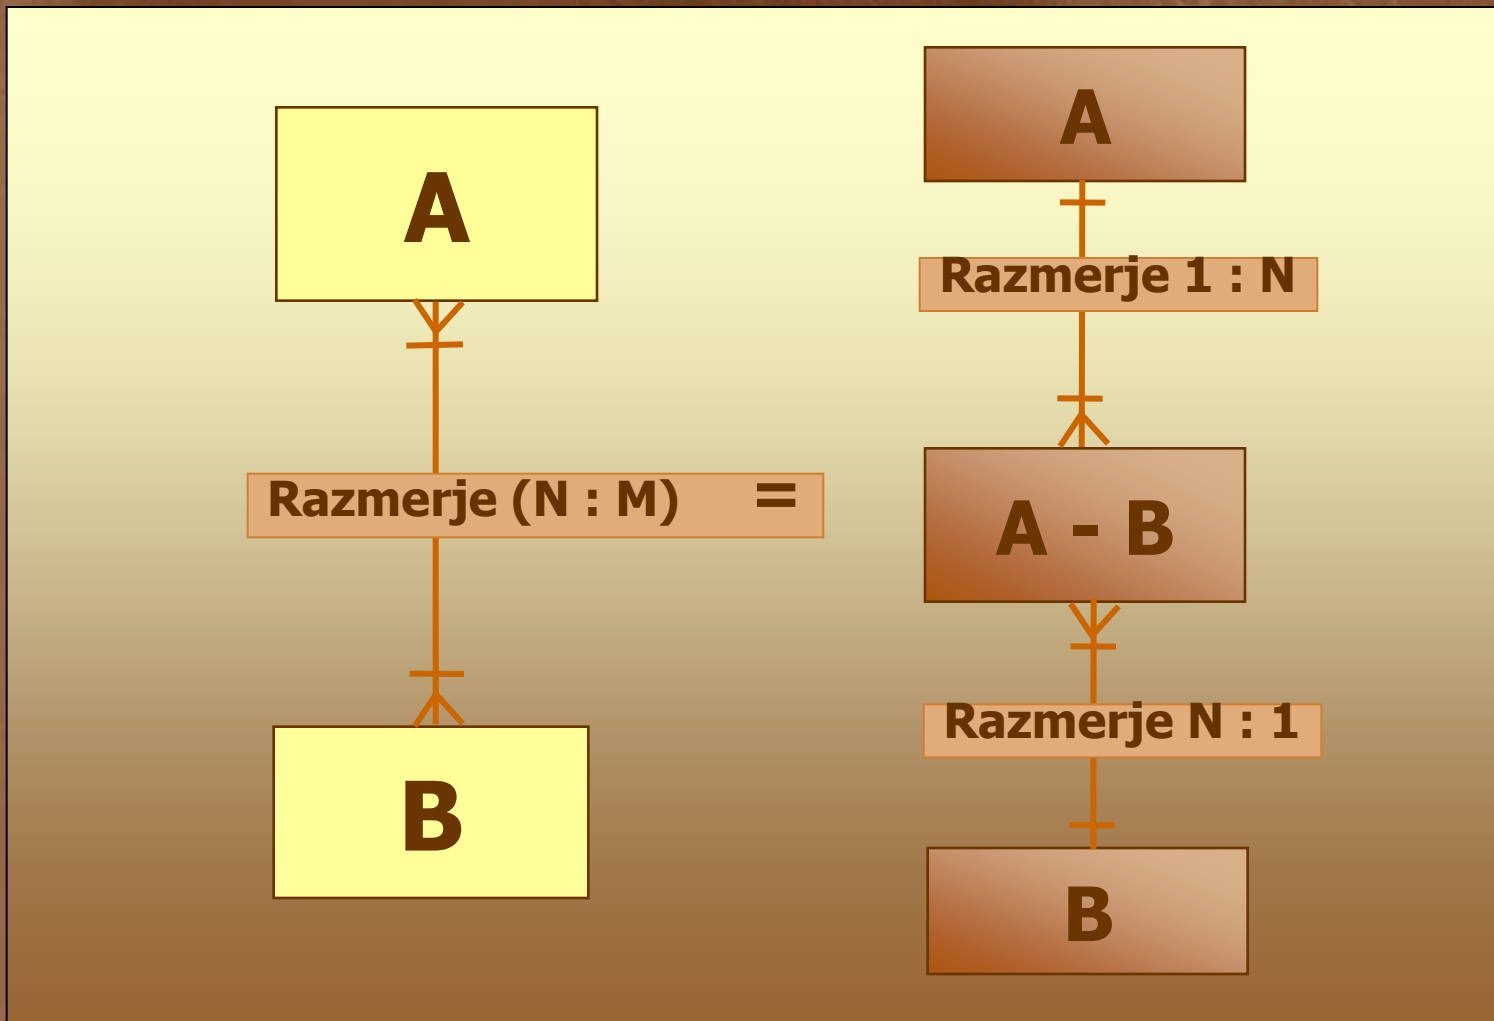 A
Razmerje (N : M) =
B
A
Razmerje 1 : N
A - B
Razmerje N : 1
B